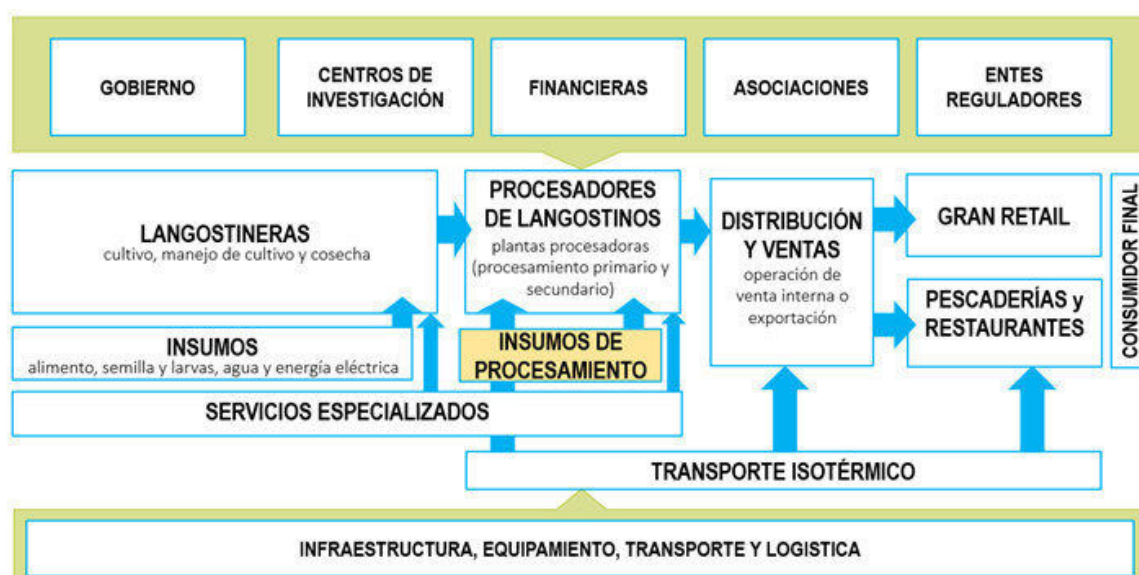 GOBIERNO
CENTROS DE
INVESTIGACIÓN
FINANCIERAS
ASOCIACIONES
ENTES
REGULADORES
LANGOSTINERAS
cultivo, manejo de cultivo y cosecha
PROCESADORES
DE LANGOSTINOS
plantas procesadoras
(procesamiento primario y
secundario)
DISTRIBUCIÓN
Y VENTAS
operación de
venta interna o
exportación
GRAN RETAIL
PESCADERÍAS y
RESTAURANTES
CONSUMIDOR FINAL
INSUMOS
alimento, semilla y larvas, agua y energía eléctrica
INSUMOS DE
PROCESAMIENTO
SERVICIOS ESPECIALIZADOS
TRANSPORTE ISOTÉRMICO
INFRAESTRUCTURA, EQUIPAMIENTO, TRANSPORTE Y LOGISTICA